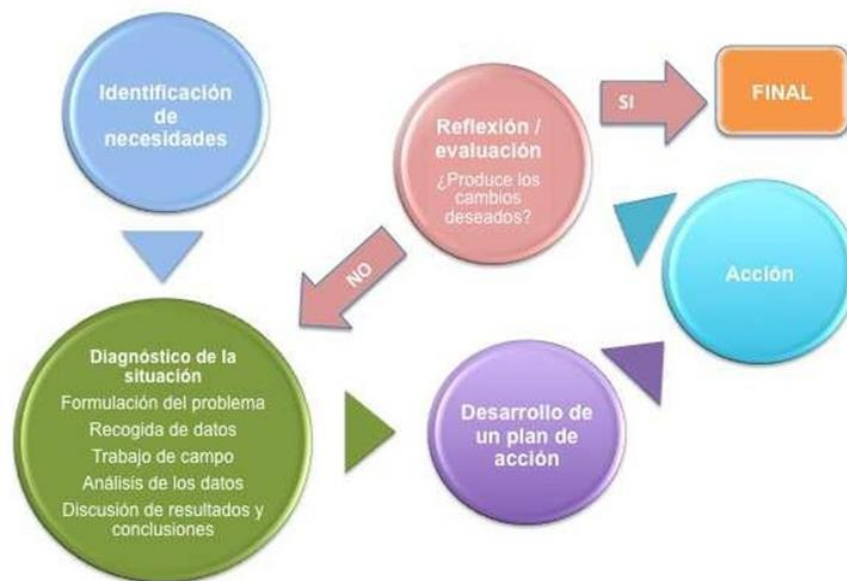 Identificación
de
necesidades
Diagnóstico de la
situación
Formulación del problema
Recogida de datos
Trabajo de campo
Análisis de los datos
Discusión de resultados y
conclusiones
Desarrollo de
un plan de
acción
Acción
Reflexión /
evaluación
¿Produce los
cambios
deseados?
NO
SI
FINAL